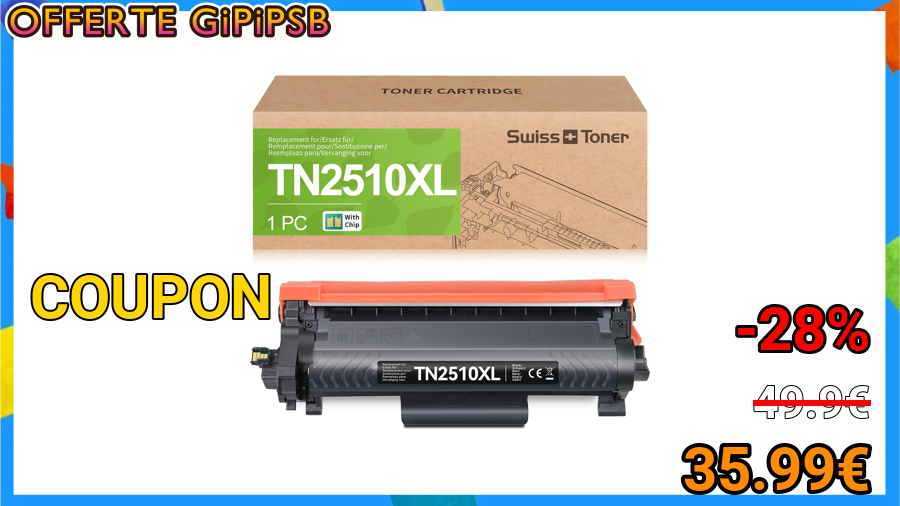 OFFERTE GiPiPSB
TONER CARTRIDGE
Replacement for/Ersatz für/
Remplacement pour/Sostituzione per/
Reemplazo para/Vervanging voor
Swiss Toner
TN2510XL
1 PC
With
Chip
COUPON
TN2510XL
CE
-28%
49.9€
35.99€